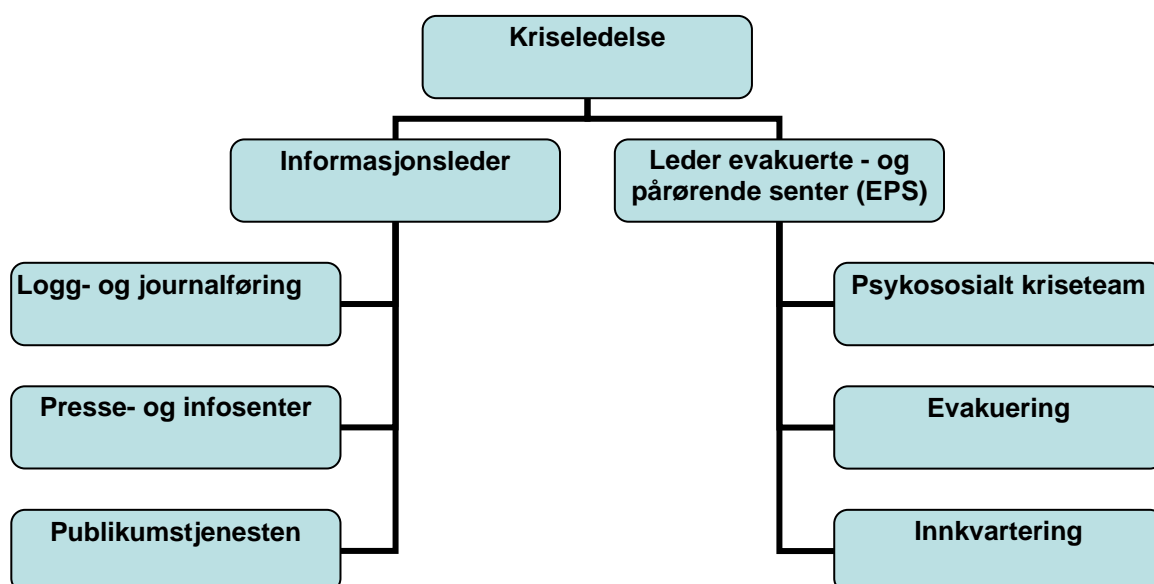 Kriseledelse
Informasjonsleder
Leder evakuerte - og
pårørende senter (EPS)
Logg- og journalføring
Psykososialt kriseteam
Presse- og infosenter
Evakuering
Publikumstjenesten
Innkvartering